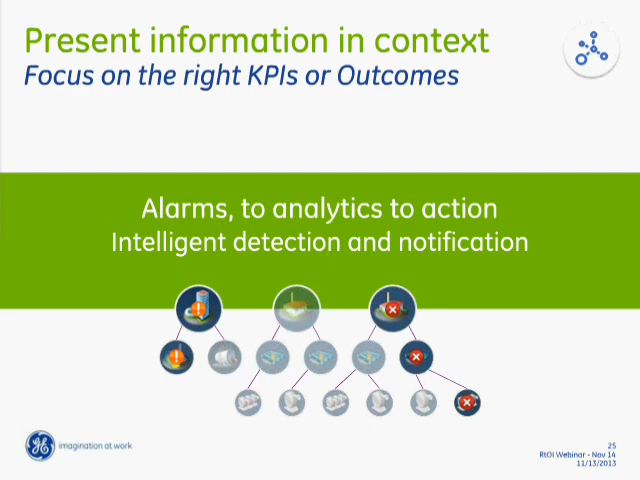 Present information in context
Focus on the right KPIs or Outcomes
Alarms, to analytics to action
Intelligent detection and notification
imagination at work
25
RtOI Webinar - Nov 14
11/13/2013